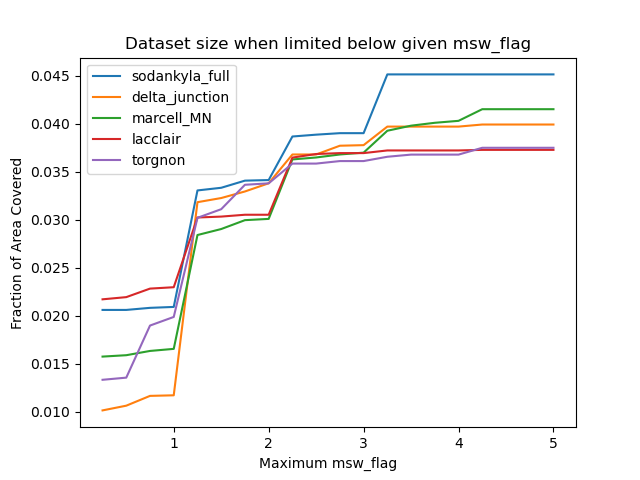 Dataset size when limited below given msw_flag
sodankyla_full
delta_junction
marcell_MN
lacclair
torgnon
Fraction of Area Covered
0.045
0.040
0.035
0.030
0.025
0.020
0.015
0.010
1 2 3 4 5
Maximum msw_flag